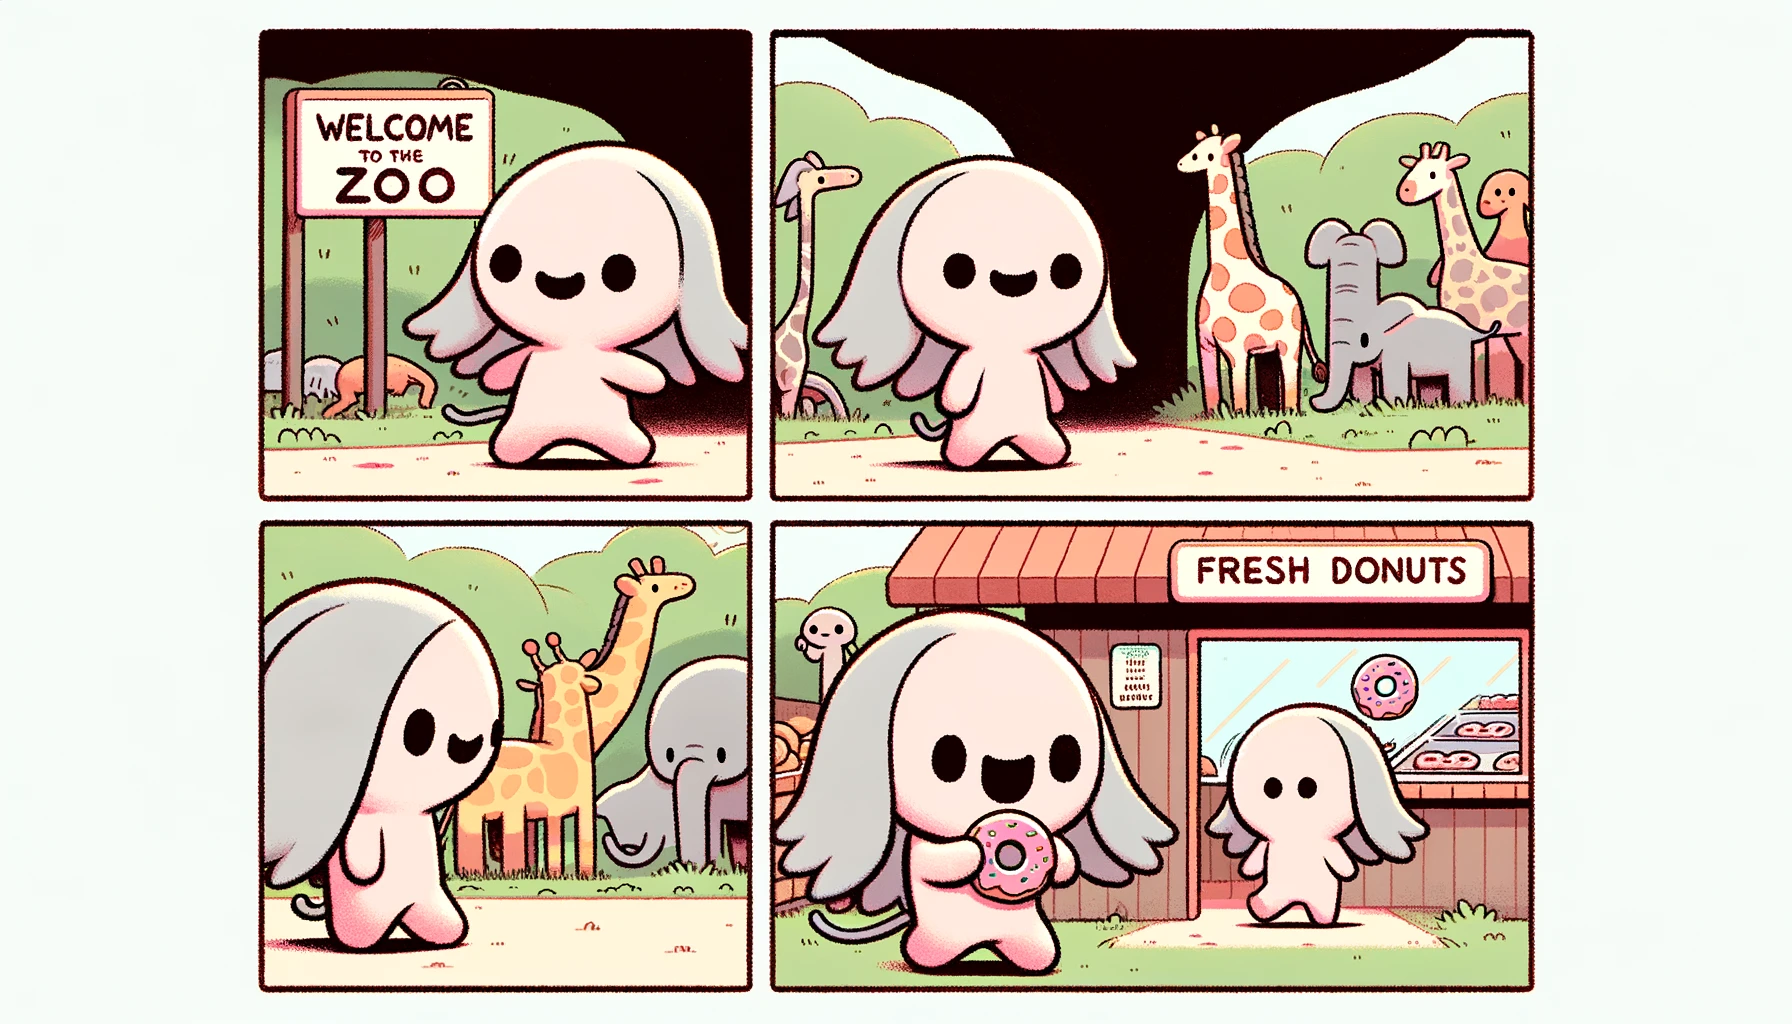 WELCOME
TO THE
ZOO
FRESH DONUTS